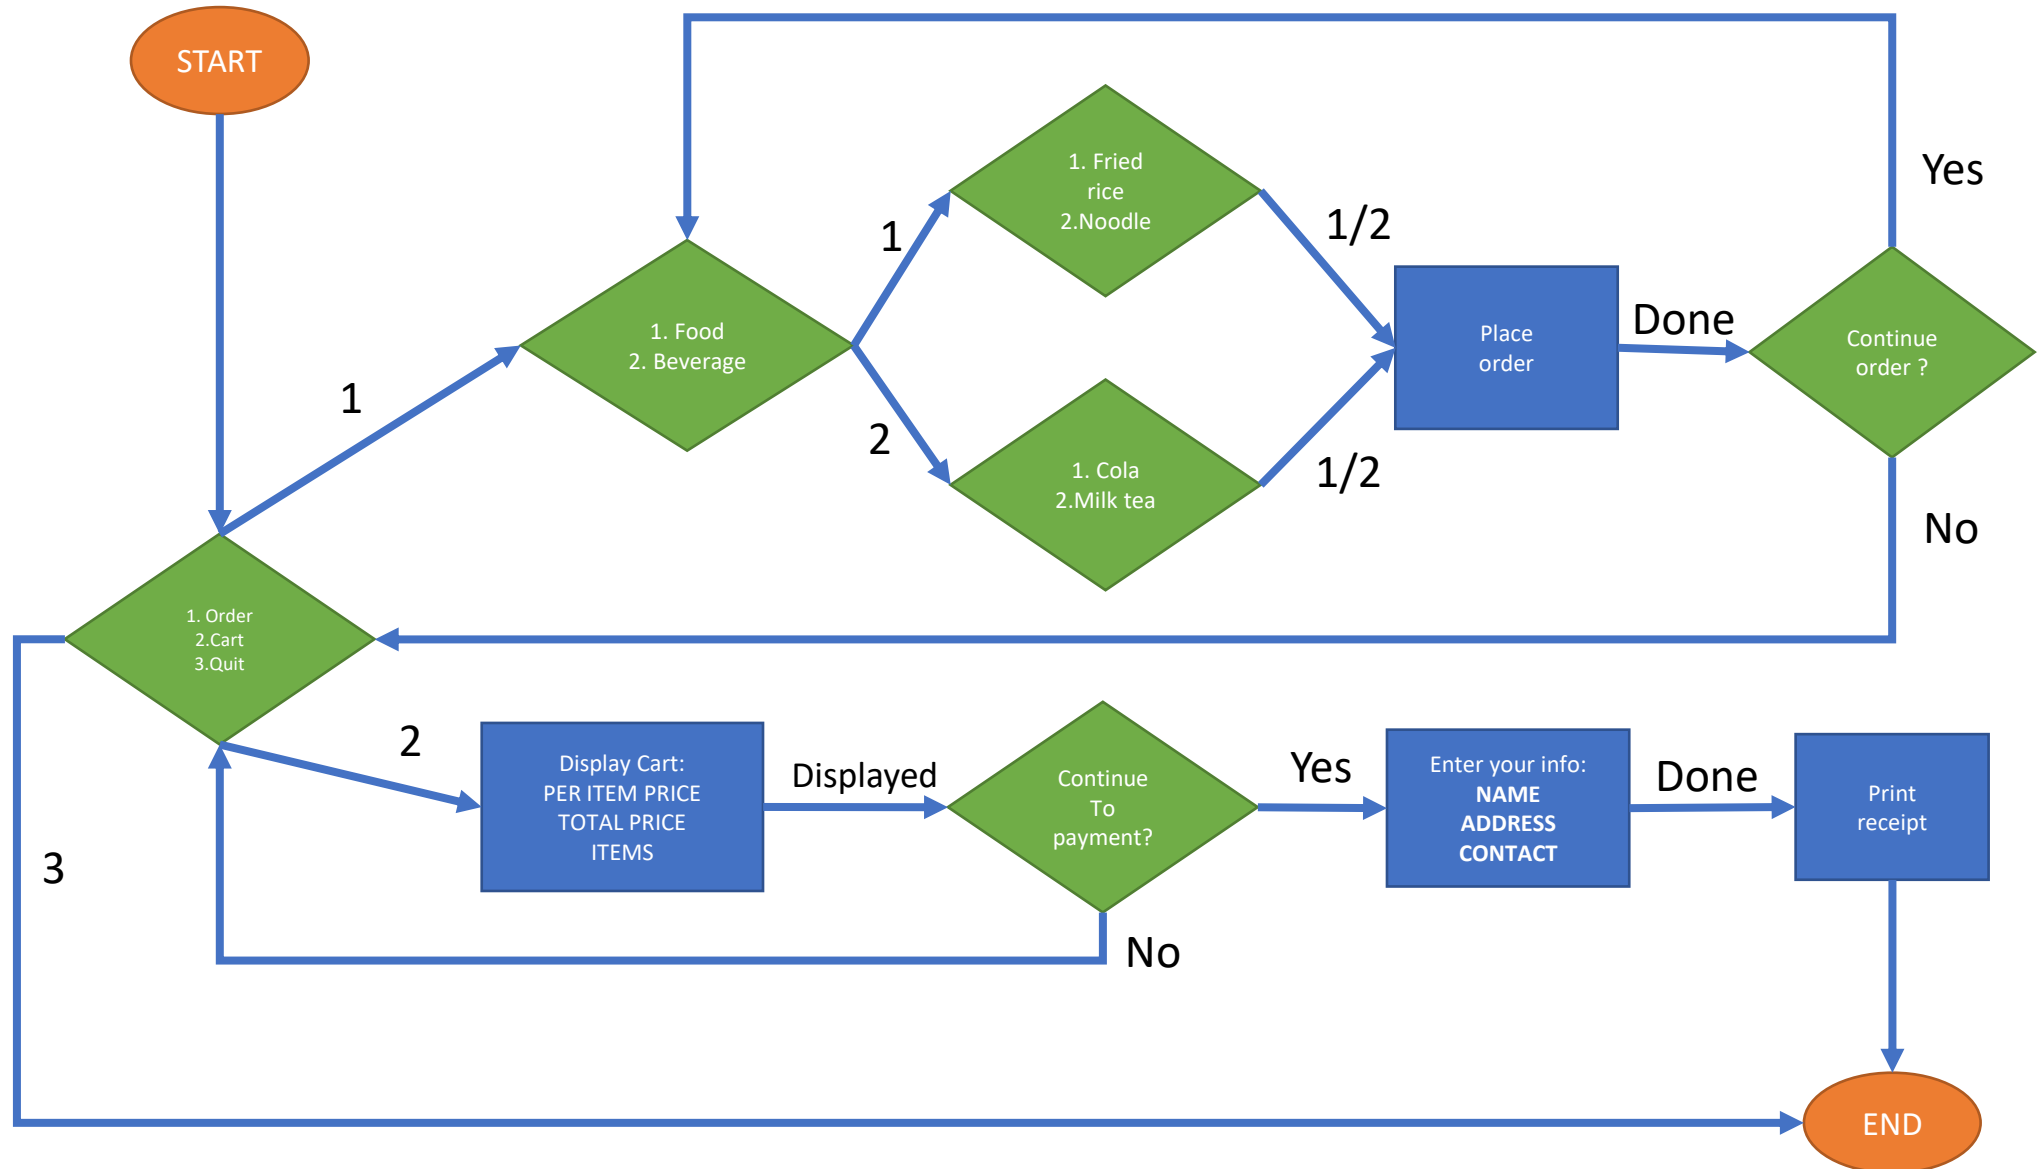 START
Yes
1. Fried
rice
2.Noodle
1
1/2
1. Food
2. Beverage
Place
order
Done
Continue
order ?
1
2
1. Cola
2.Milk tea
1/2
No
1. Order
2.Cart
3.Quit
2
Display Cart:
PER ITEM PRICE
TOTAL PRICE
ITEMS
Displayed
Continue
To
payment?
Yes
Enter your info:
NAME
ADDRESS
CONTACT
Done
Print
receipt
3
No
END